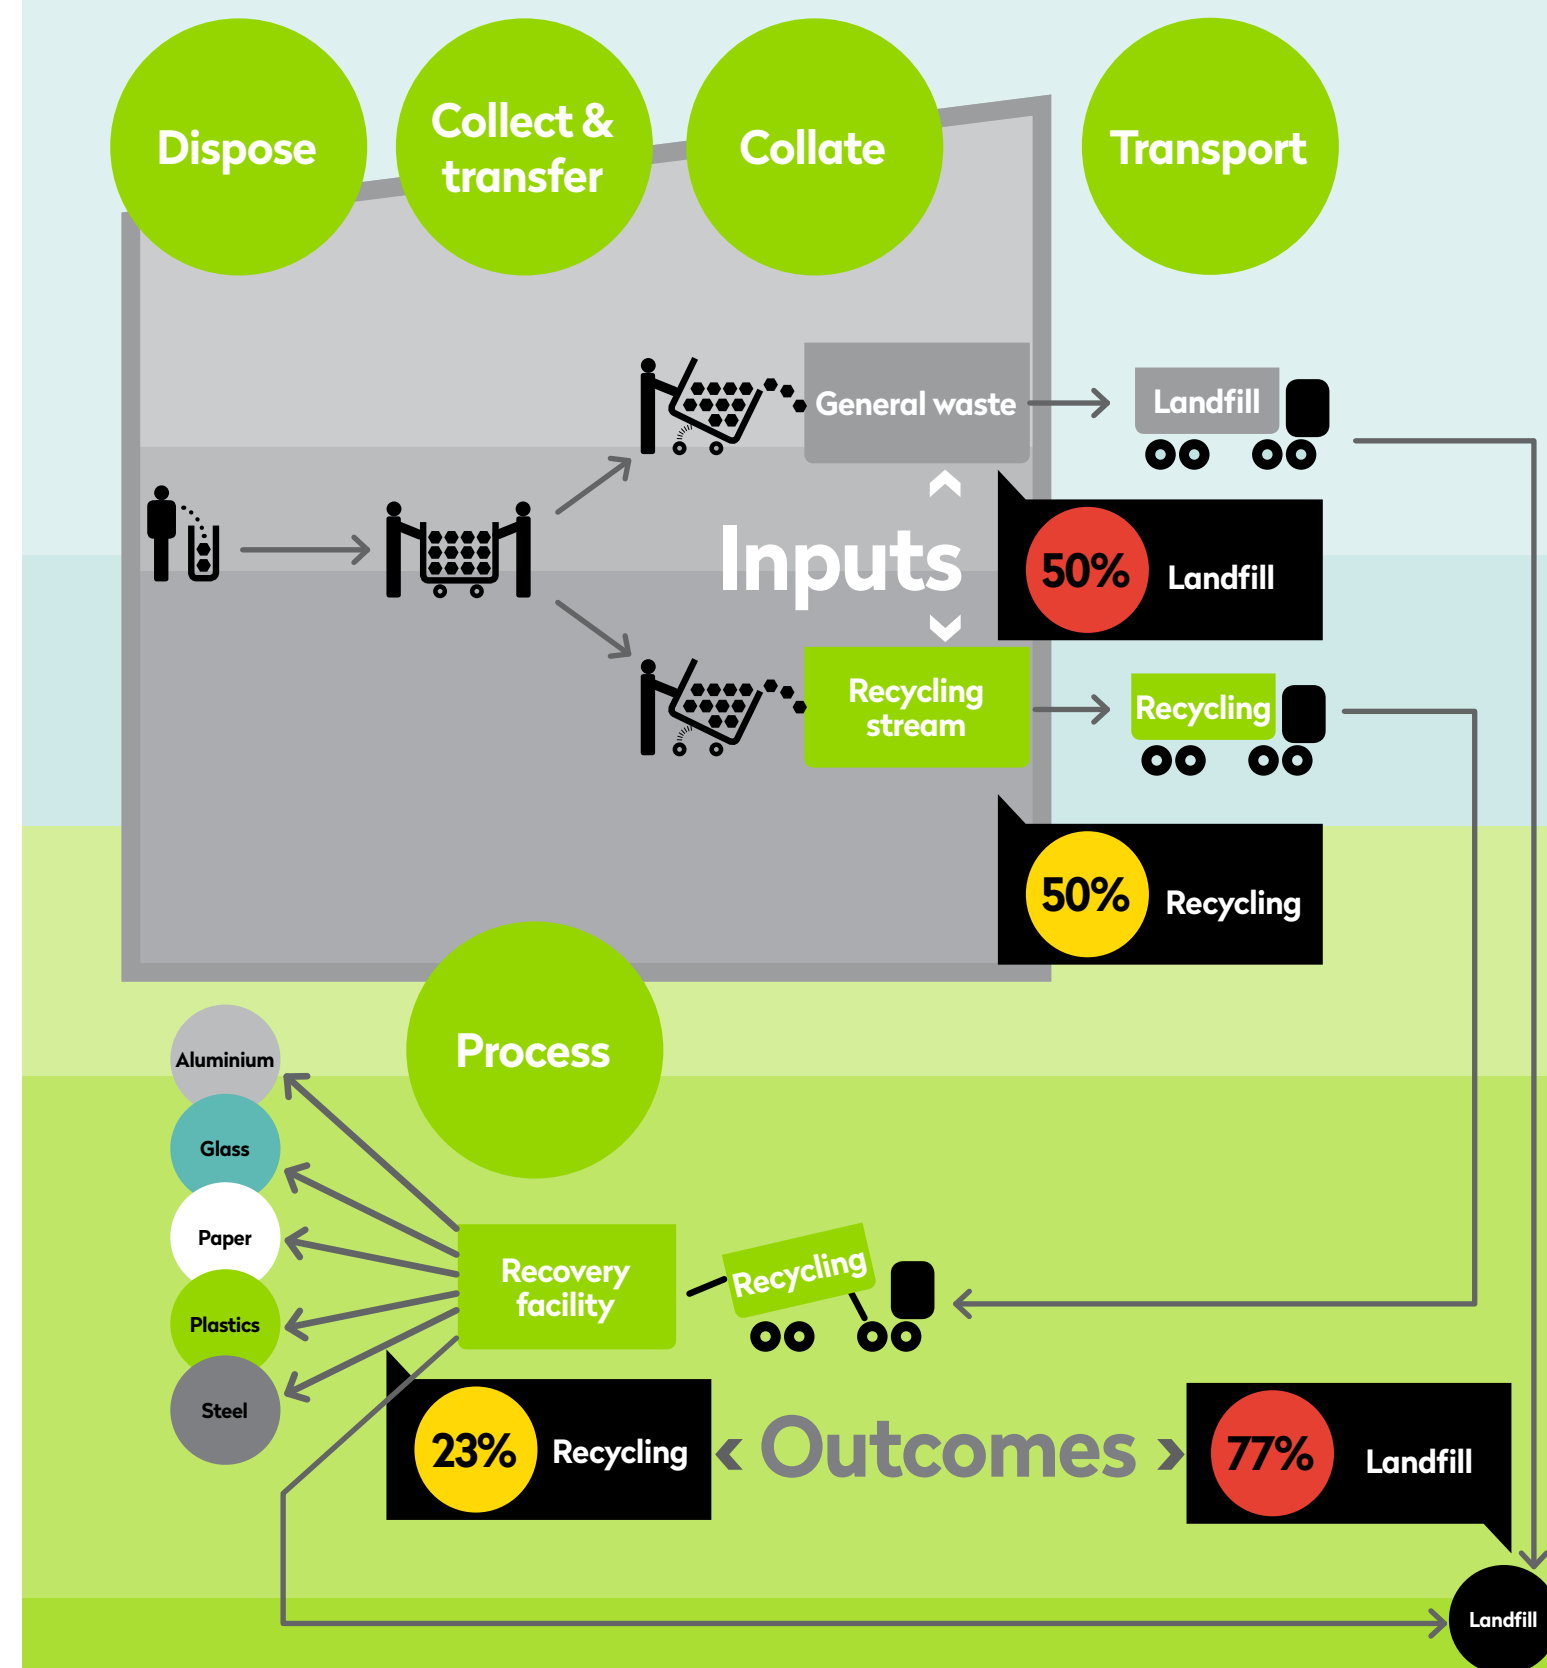 Dispose
Collect &
transfer
Collate
Transport
General waste
Landfill
Inputs
50%
Landfill
Recycling
stream
Recycling
50%
Recycling
Process
Aluminium
Glass
Paper
Plastics
Steel
Recovery
facility
Recycling
23%
Recycling
Outcomes
77%
Landfill
Landfill